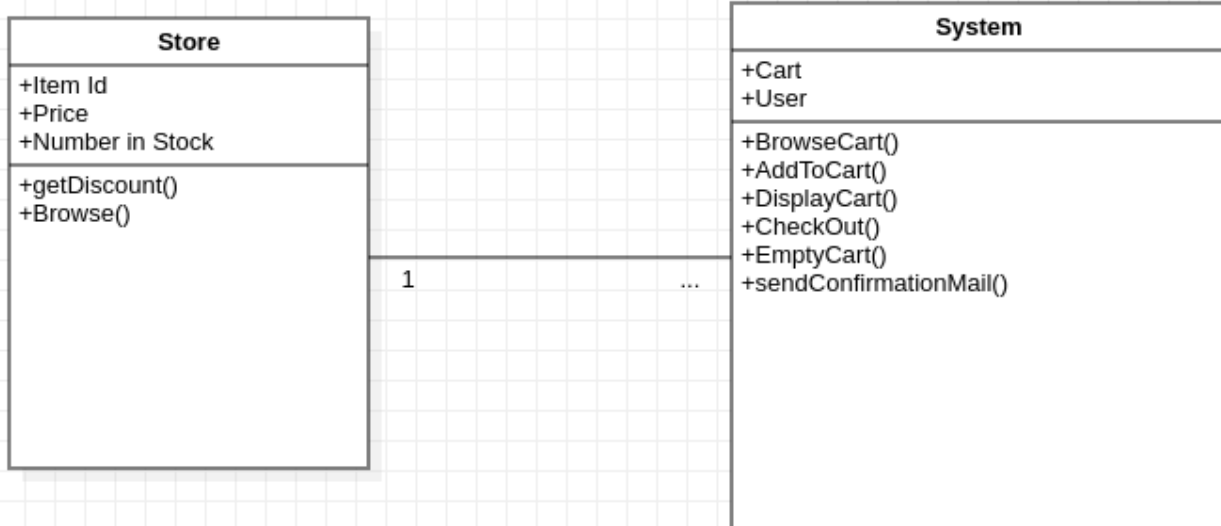 Store
+Item Id
+Price
+Number in Stock
+getDiscount()
+Browse()
1
...
System
+Cart
+User
+BrowseCart()
+AddToCart()
+DisplayCart()
+CheckOut()
+EmptyCart()
+sendConfirmationMail()